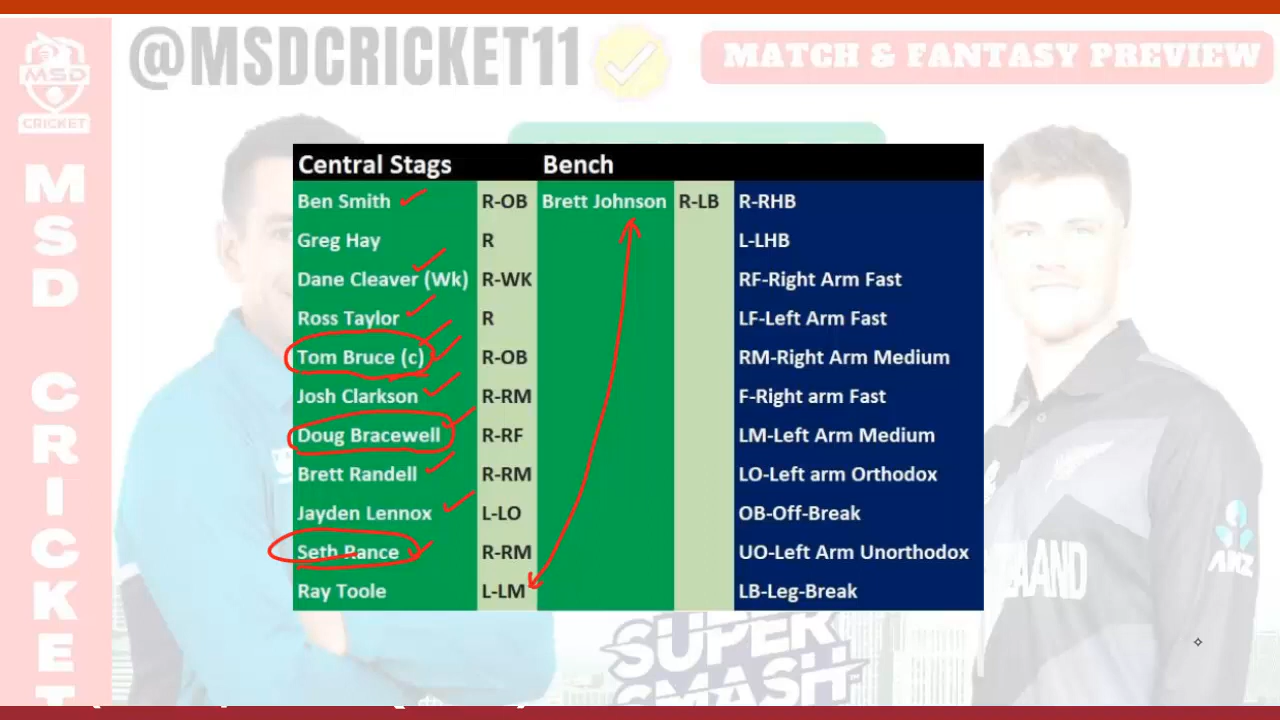 @MSDCRICKET11
MATCH & FANTASY PREVIEW
MSD
CRICKET
MSD CRICKET
Central Stags Bench
Ben Smith R-OB Brett Johnson R-LB R-RHB
Greg Hay R L-LHB
Dane Cleaver (Wk) R-WK RF-Right Arm Fast
Ross Taylor R LF-Left Arm Fast
Tom Bruce (c) R-OB RM-Right Arm Medium
Josh Clarkson R-RM F-Right arm Fast
Doug Bracewell R-RF LM-Left Arm Medium
Brett Randell R-RM LO-Left arm Orthodox
Jayden Lennox L-LO OB-Off-Break
Seth Rance R-RM UO-Left Arm Unorthodox
Ray Toole L-LM LB-Leg-Break
ANZ
SUPER
SMASH